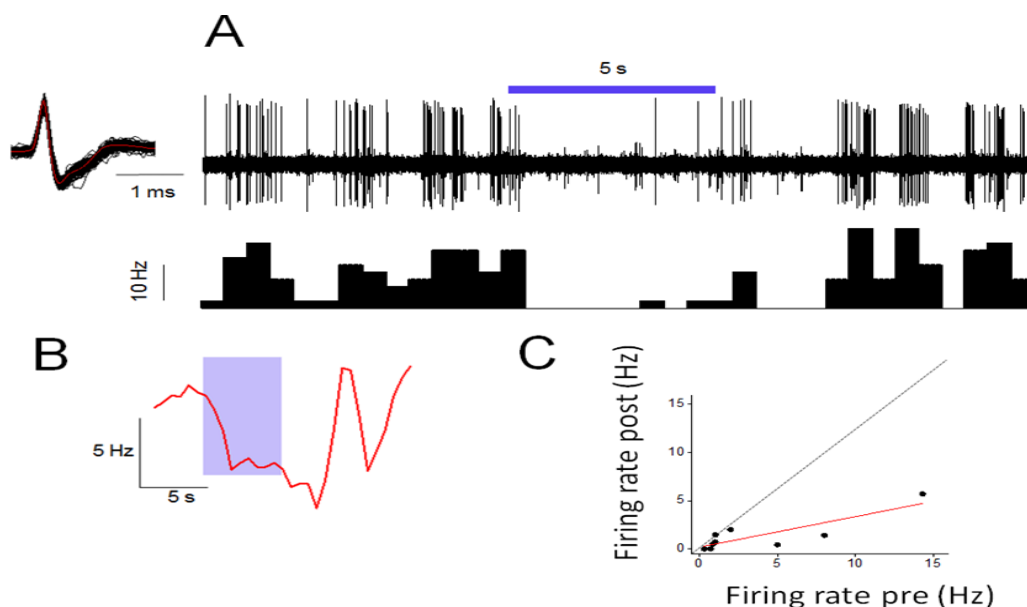 A
5 s
1 ms
10 Hz
B
5 Hz
5 s
C
Firing rate post (Hz)
15
10
5
0
0
5
10
15
Firing rate pre (Hz)